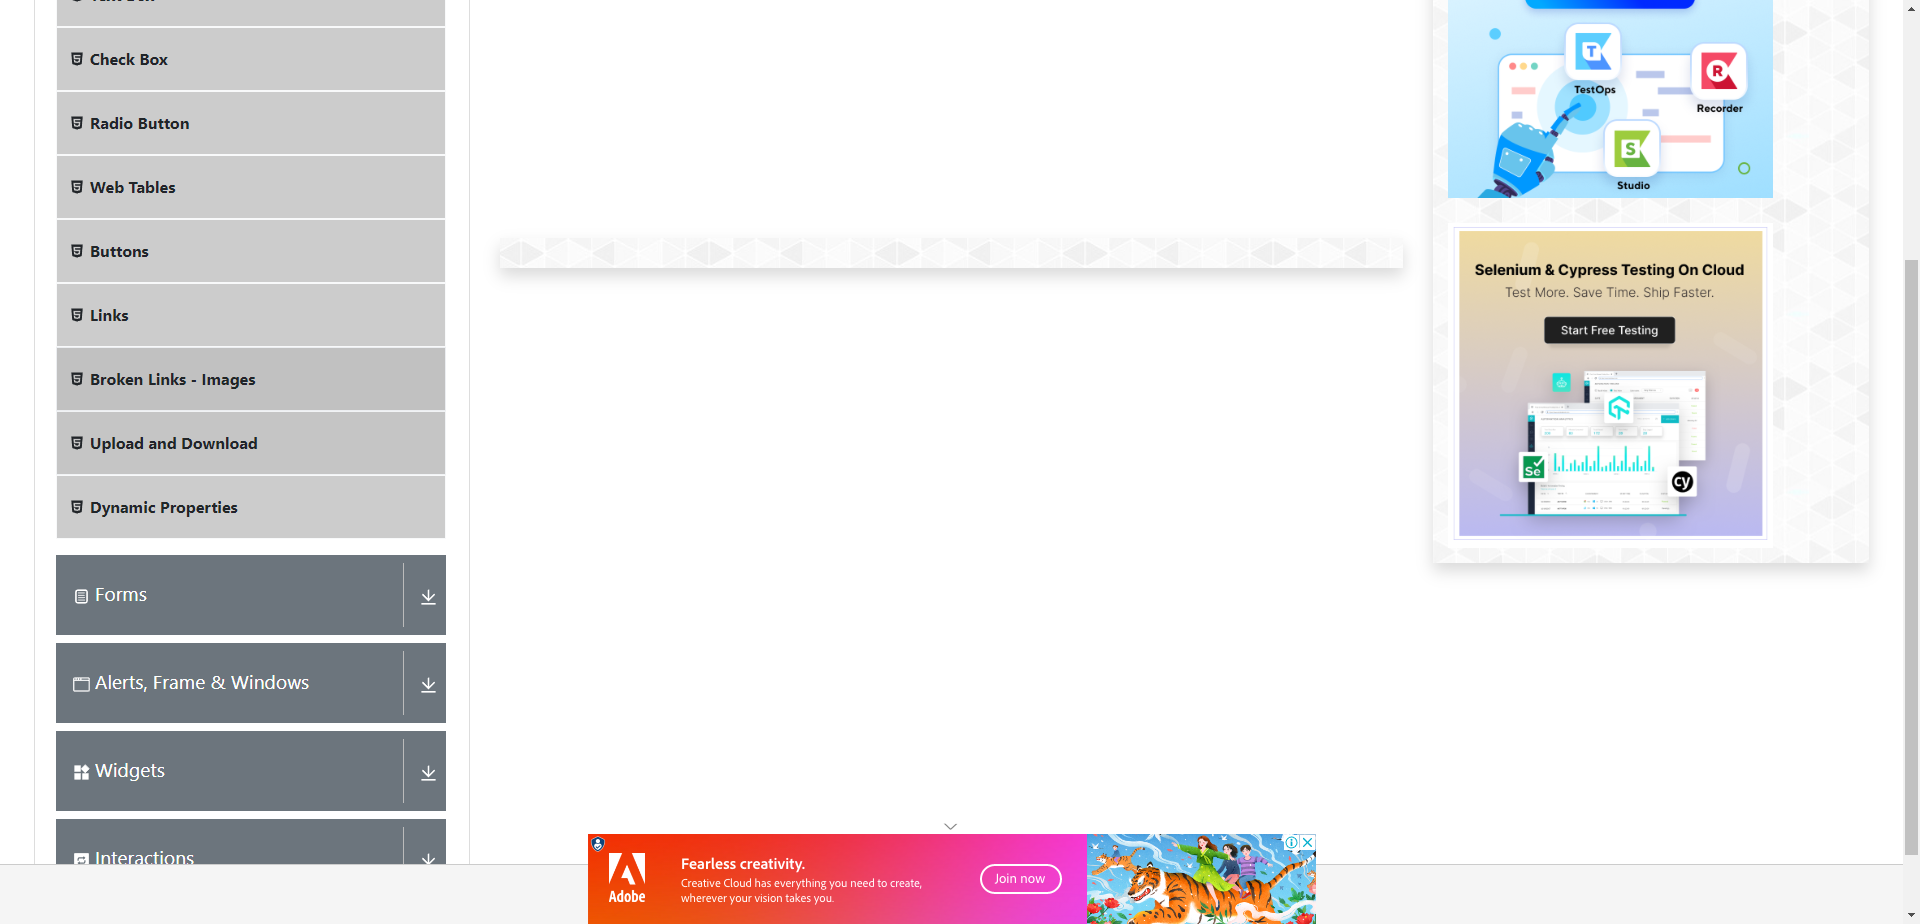 Check Box
Radio Button
Web Tables
Buttons
Links
Broken Links - Images
Upload and Download
Dynamic Properties
Forms
Alerts, Frame & Windows
Widgets
Interactions
TestOps
Recorder
Studio
Selenium & Cypress Testing On Cloud
Test More. Save Time. Ship Faster.
Start Free Testing
Se
cy
Adobe
Fearless creativity.
Creative Cloud has everything you need to create,
wherever your vision takes you.
Join now